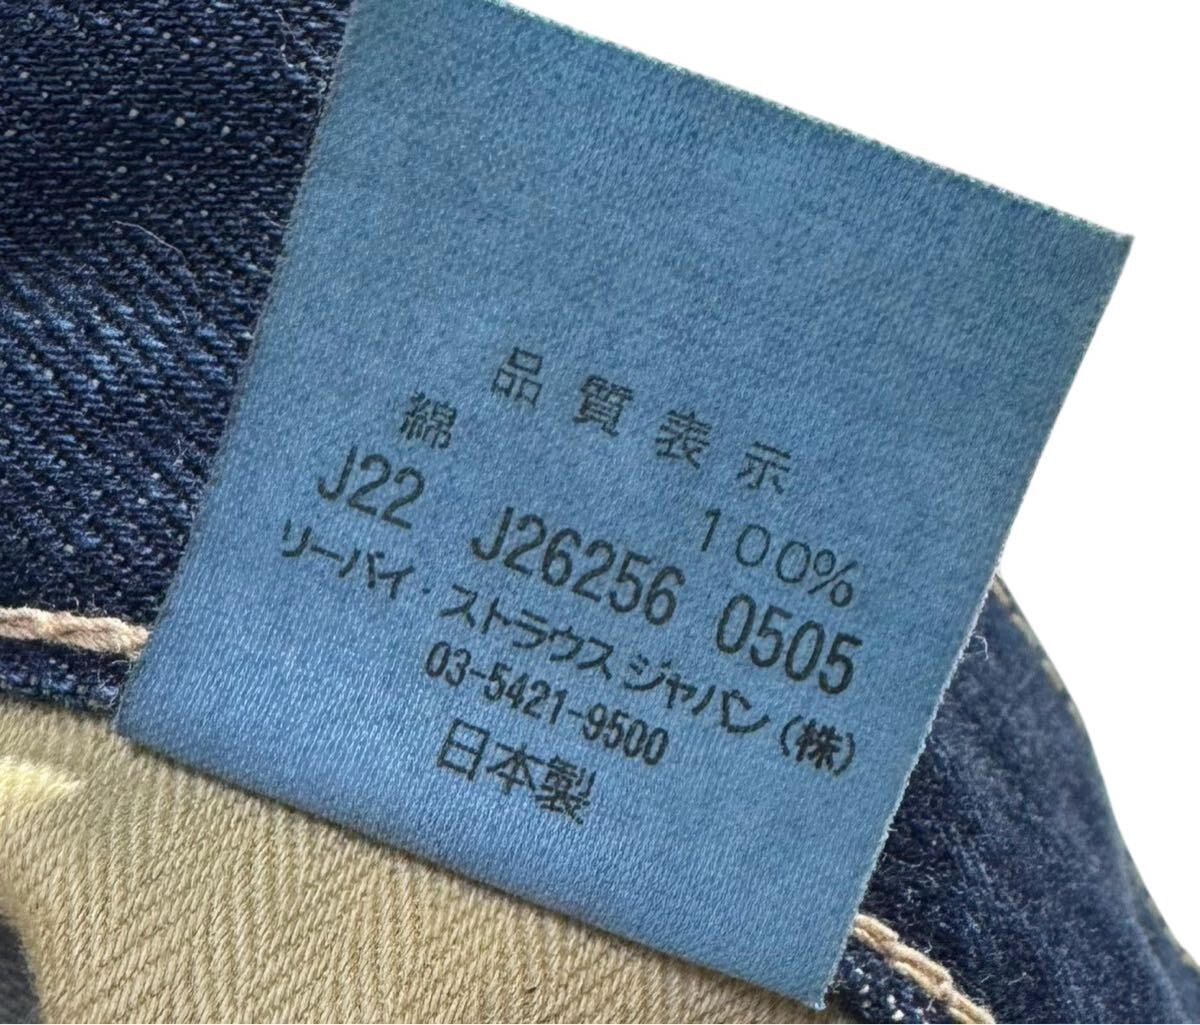 品質表示
綿 100%
J22 J26256 0505
リーバイ・ストラウス ジャパン(株)
03-5421-9500
日本製